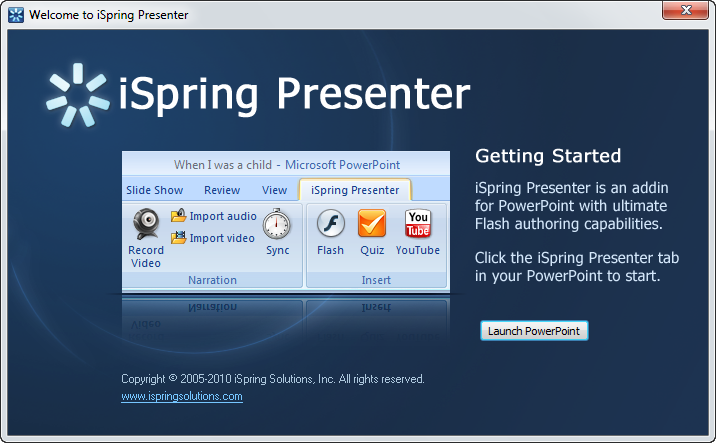 Welcome to iSpring Presenter
iSpring Presenter
When I was a child - Microsoft PowerPoint
Slide Show Review View iSpring Presenter
Record Video
Import audio
Import video
Sync
Narration
Flash
Quiz
You Tube
YouTube
Insert
Getting Started
iSpring Presenter is an addin
for PowerPoint with ultimate
Flash authoring capabilities.
Click the iSpring Presenter tab
in your PowerPoint to start.
Launch PowerPoint
Copyright © 2005-2010 iSpring Solutions, Inc. All rights reserved.
www.ispringsolutions.com